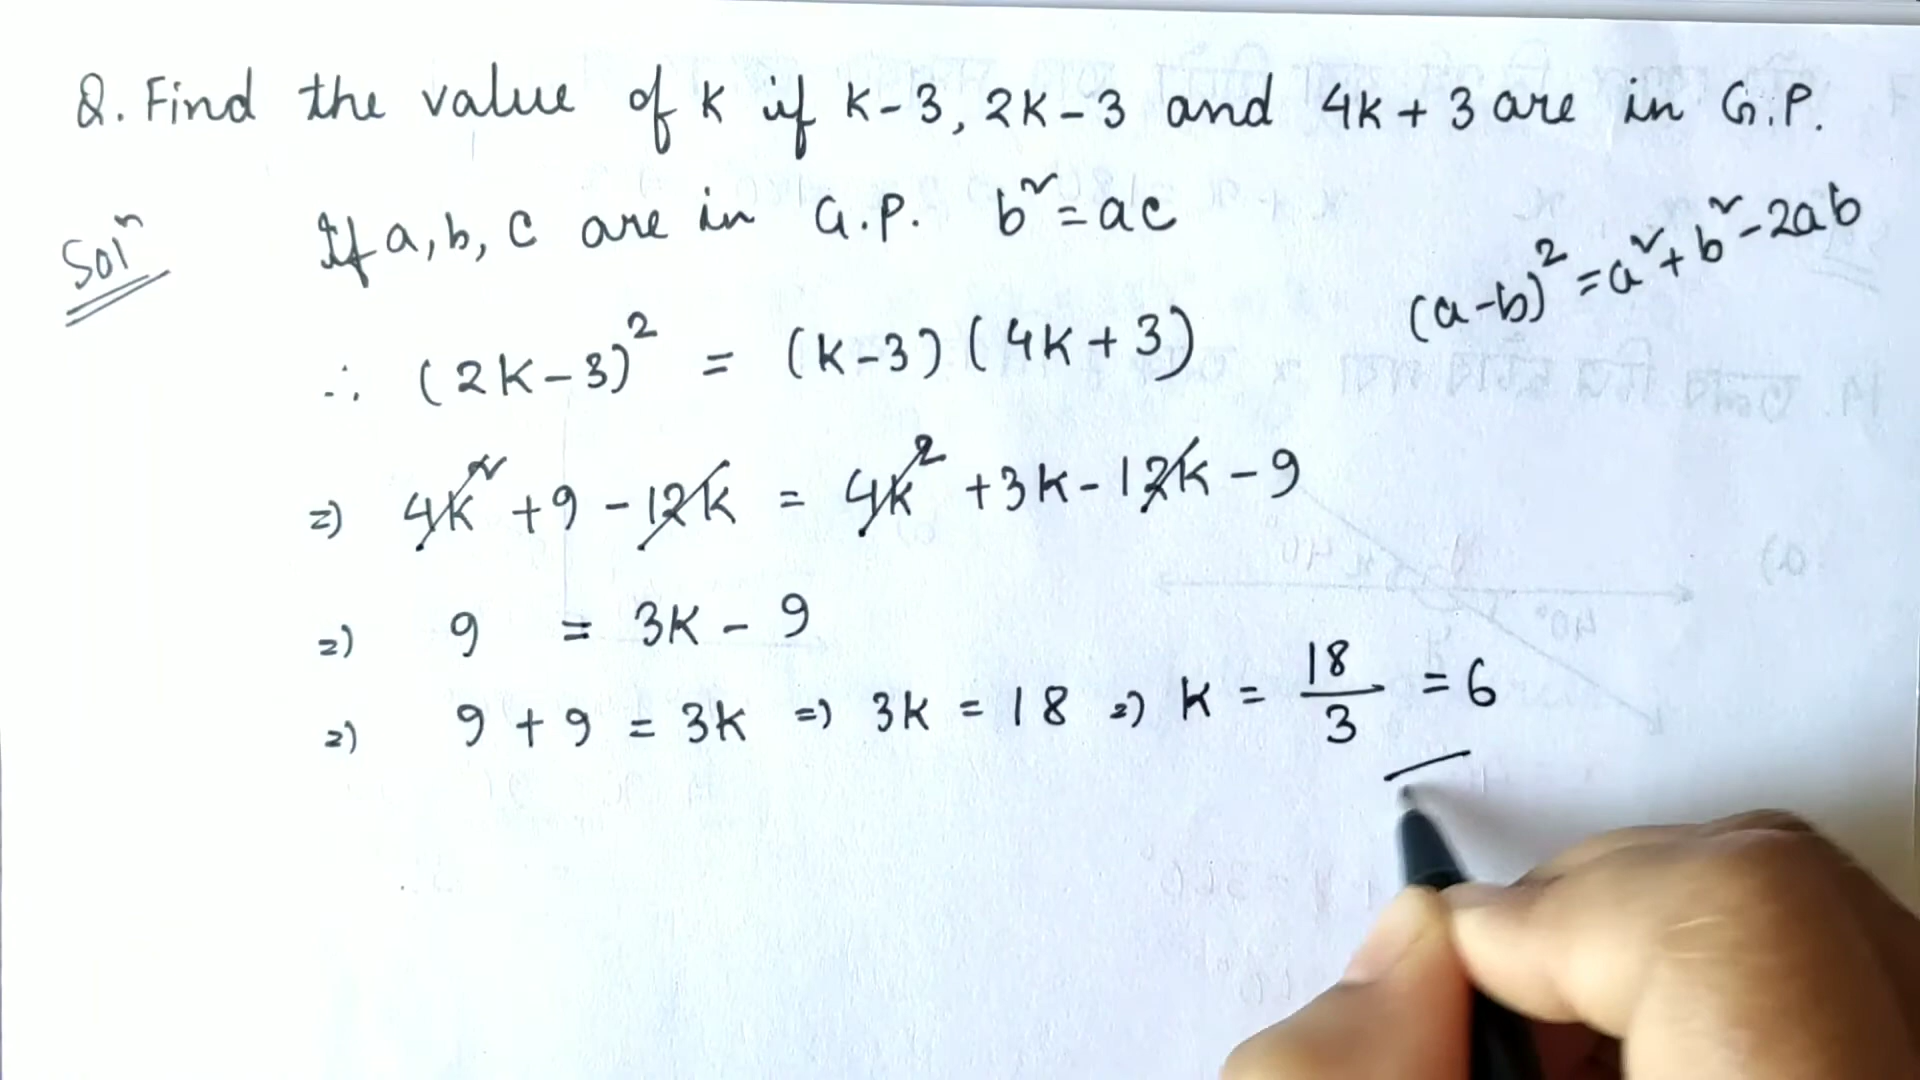 Q. Find the value of k if k-3, 2k-3 and 4k+3 are in G.P.
Solⁿ If a, b, c are in G.P. b² = ac
(a-b)² = a² + b² - 2ab
∴ (2k-3)² = (k-3)(4k+3)
⇒ 4k² + 9 - 12k = 4k² + 3k - 12k - 9
⇒ 9 = 3k - 9
⇒ 9 + 9 = 3k ⇒ 3k = 18 ⇒ k = 18/3 = 6